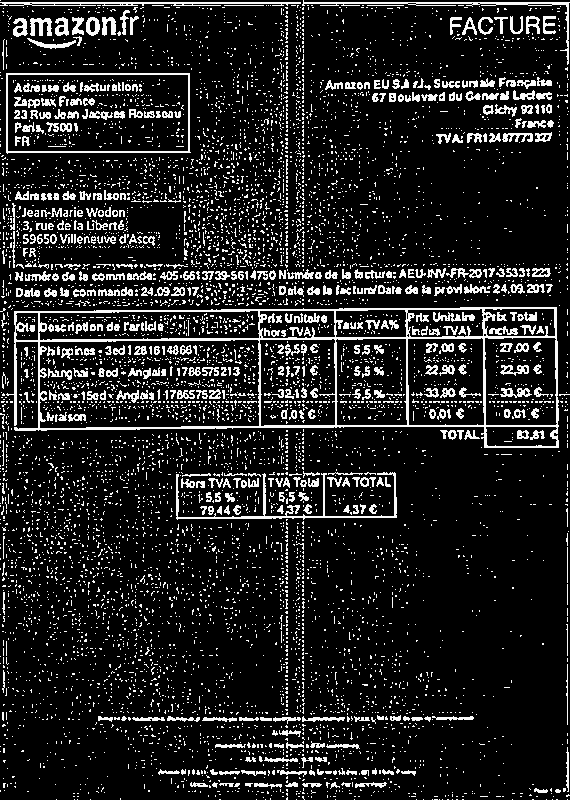 amazon.fr
FACTURE
Adresse de facturation:
Zapptax France
23 Rue Jean Jacques Rousseau
Paris, 75001
FR
Amazon EU S.à r.l., Succursale Française
67 Boulevard du General Leclerc
Clichy 92110
France
TVA: FR12487773327
Adresse de livraison:
Jean-Marie Wodon
3, rue de la Liberté
59650 Villeneuve d'Ascq
FR
Numéro de la commande: 405-6613739-5614750 Numéro de la facture: AEU-INV-FR-2017-35331223
Date de la commande: 24.09.2017 Date de la facture/Date de la provision: 24.09.2017
Qté Description de l'article Prix Unitaire (hors TVA) Taux TVA% Prix Unitaire (inclus TVA) Prix Total (inclus TVA)
1 Philippines - 3ed | 2816148661 25,59 € 5,5 % 27,00 € 27,00 €
1 Shanghai - 8ed - Anglais | 1786575213 21,71 € 5,5 % 22,90 € 22,90 €
1 China - 15ed - Anglais | 1786575221 32,13 € 5,5 % 33,90 € 33,90 €
Livraison 0,01 € 0,01 € 0,01 €
TOTAL: 83,81 €
Hors TVA Total TVA Total TVA TOTAL
5,5 % 5,5 %
79,44 € 4,37 € 4,37 €